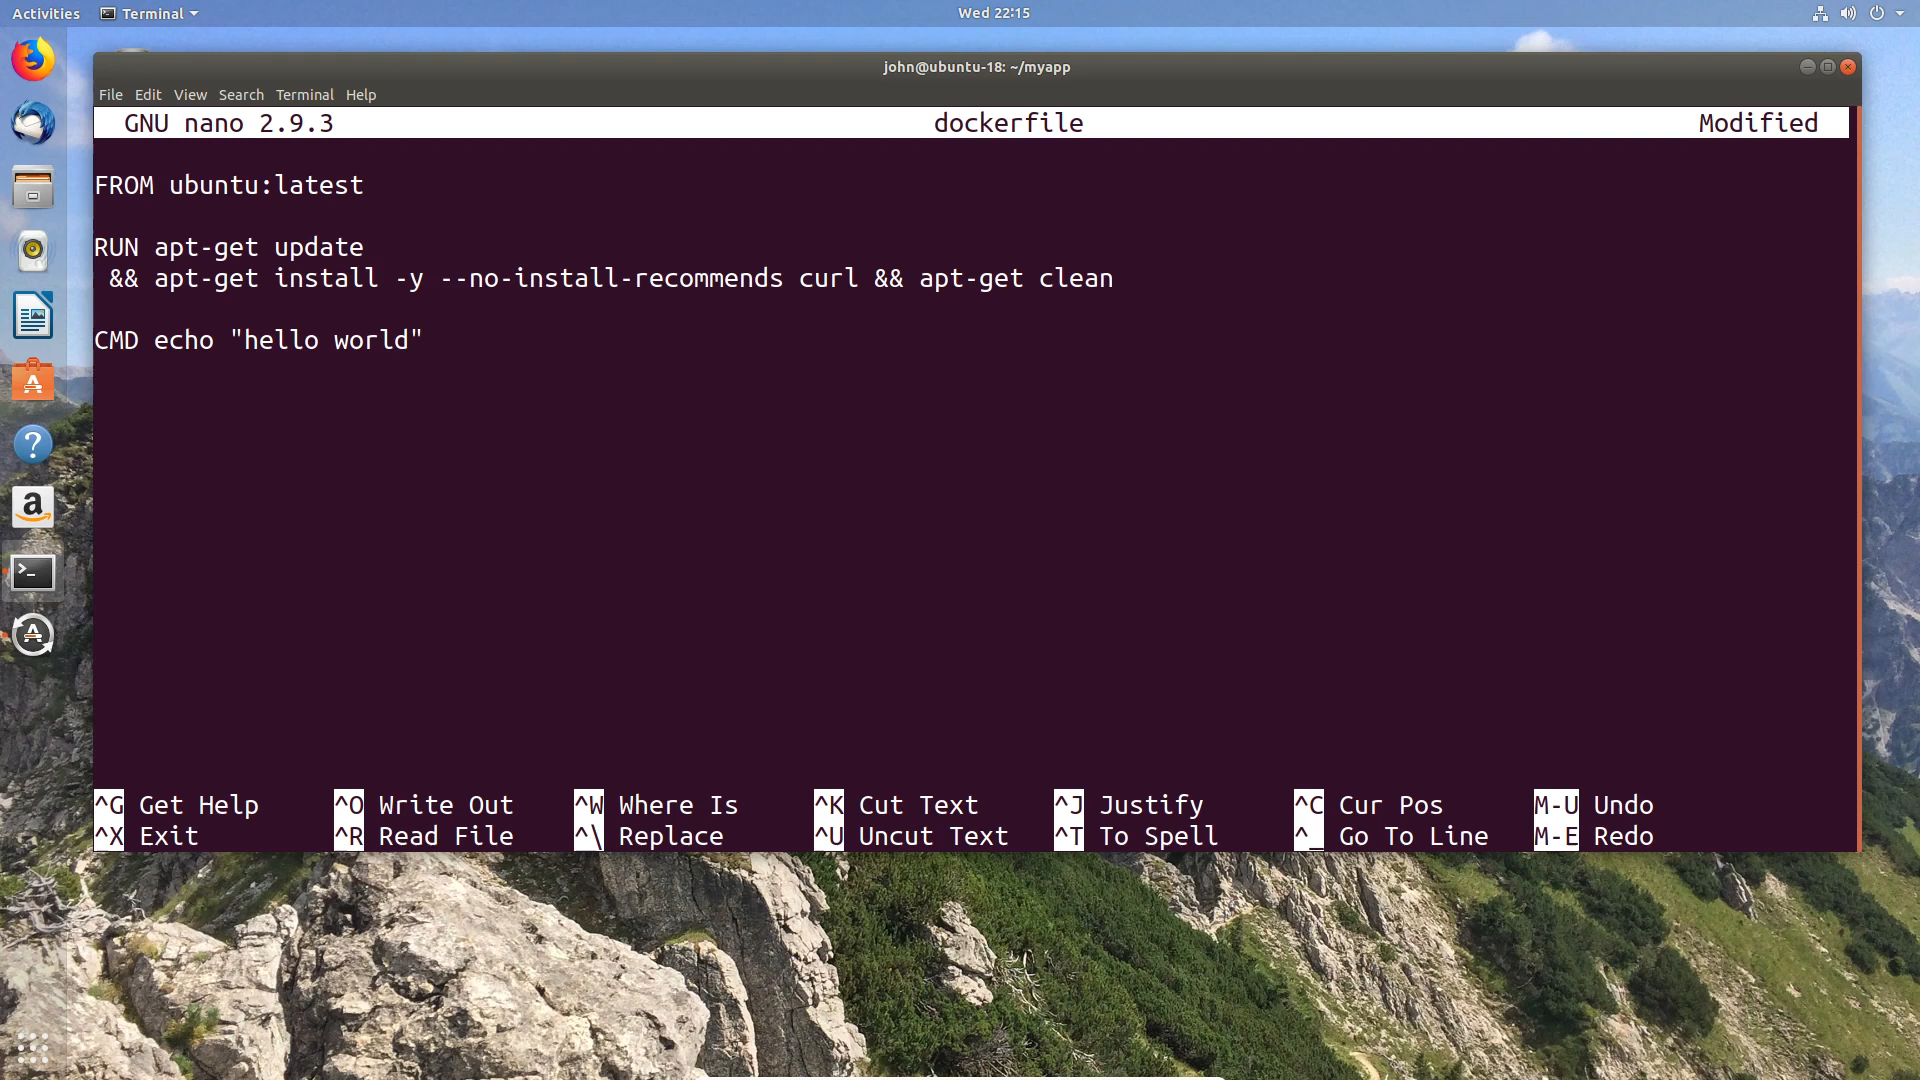 Activities Terminal Wed 22:15
john@ubuntu-18: ~/myapp
File Edit View Search Terminal Help
GNU nano 2.9.3 dockerfile Modified
FROM ubuntu:latest
RUN apt-get update
 && apt-get install -y --no-install-recommends curl && apt-get clean
CMD echo "hello world"
^G Get Help ^O Write Out ^W Where Is ^K Cut Text ^J Justify ^C Cur Pos M-U Undo
^X Exit ^R Read File ^\ Replace ^U Uncut Text ^T To Spell ^_ Go To Line M-E Redo